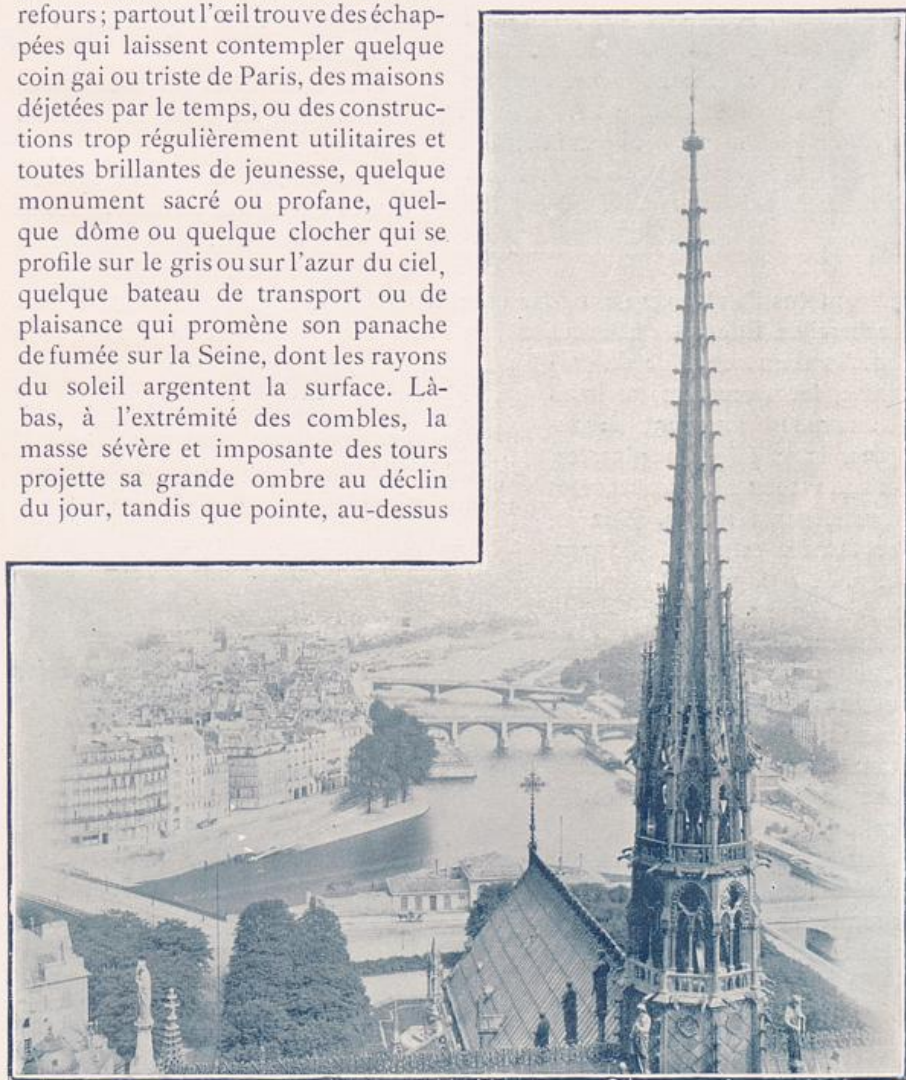 refours ; partout l'œil trouve des échap-
pées qui laissent contempler quelque
coin gai ou triste de Paris, des maisons
déjetées par le temps, ou des construc-
tions trop régulièrement utilitaires et
toutes brillantes de jeunesse, quelque
monument sacré ou profane, quel-
que dôme ou quelque clocher qui se
profile sur le gris ou sur l'azur du ciel,
quelque bateau de transport ou de
plaisance qui promène son panache
de fumée sur la Seine, dont les rayons
du soleil argentent la surface. Là-
bas, à l'extrémité des combles, la
masse sévère et imposante des tours
projette sa grande ombre au déclin
du jour, tandis que pointe, au-dessus